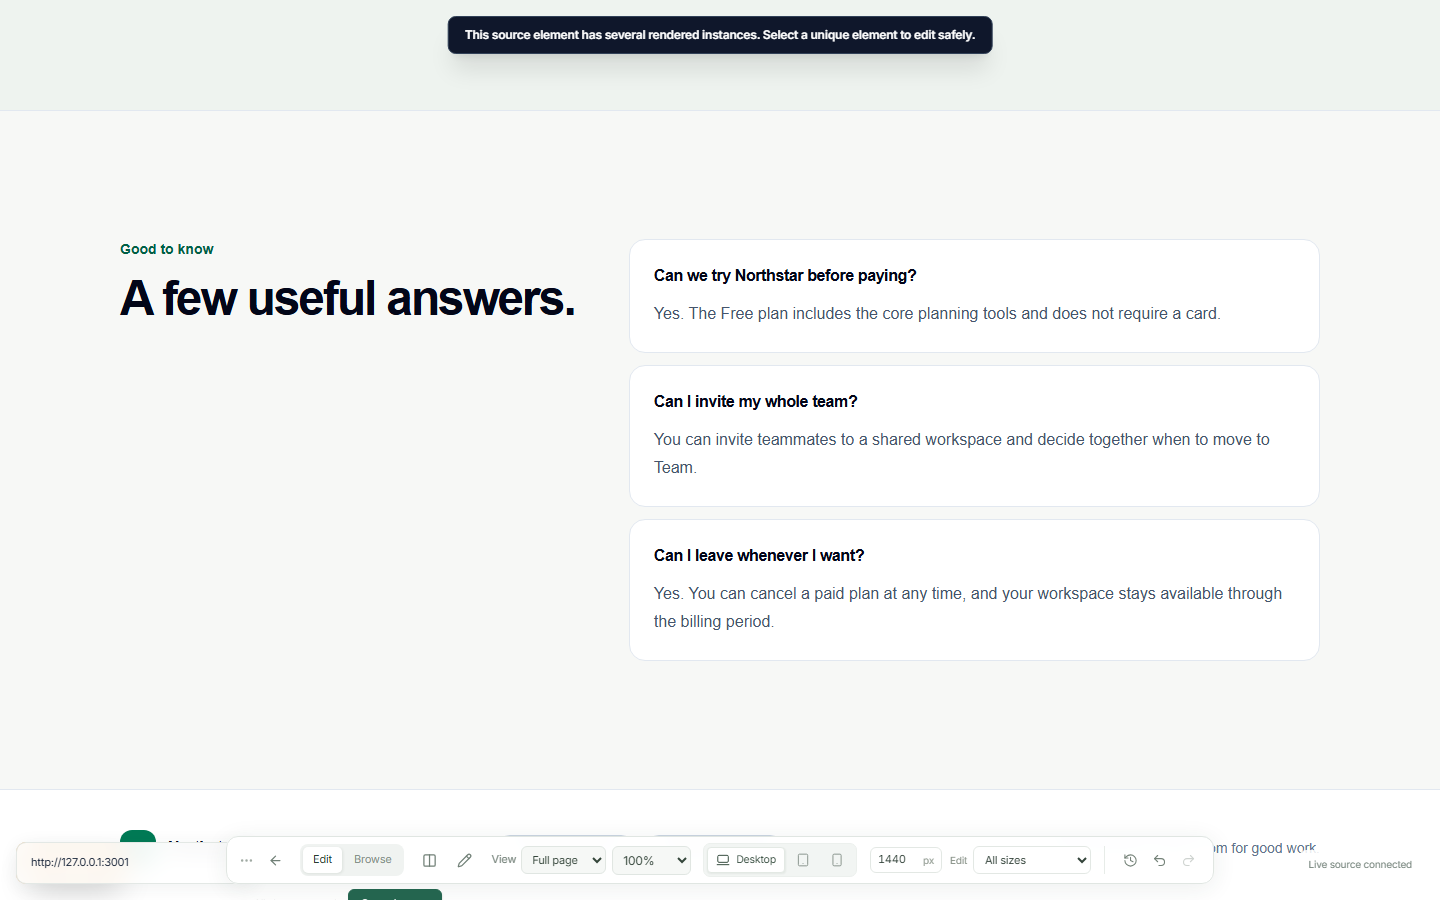 This source element has several rendered instances. Select a unique element to edit safely.
Good to know
A few useful answers.
Can we try Northstar before paying?
Yes. The Free plan includes the core planning tools and does not require a card.
Can I invite my whole team?
You can invite teammates to a shared workspace and decide together when to move to
Team.
Can I leave whenever I want?
Yes. You can cancel a paid plan at any time, and your workspace stays available through
the billing period.
http://127.0.0.1:3001
Edit
Browse
View
Full page
100%
Desktop
1440 px
Edit
All sizes
for good work
Live source connected